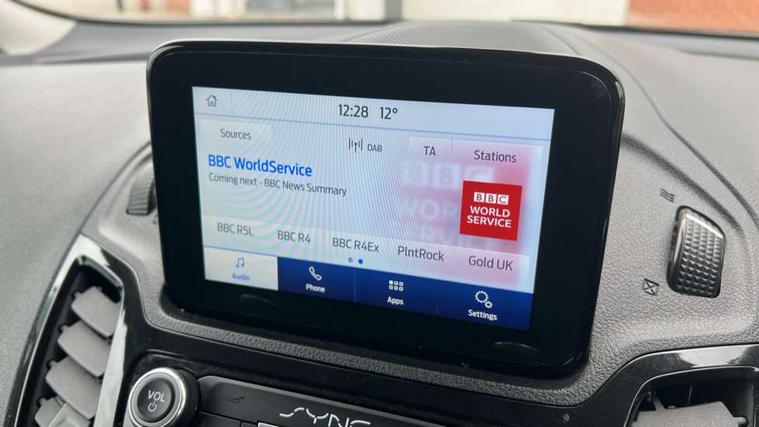 12:28 12°
Sources
DAB
TA
Stations
BBC WorldService
Coming next - BBC News Summary
BBC
WORLD
SERVICE
BBC R5L
BBC R4
BBC R4Ex
PlntRock
Gold UK
Audio
Phone
Apps
Settings
VOL
SYNC